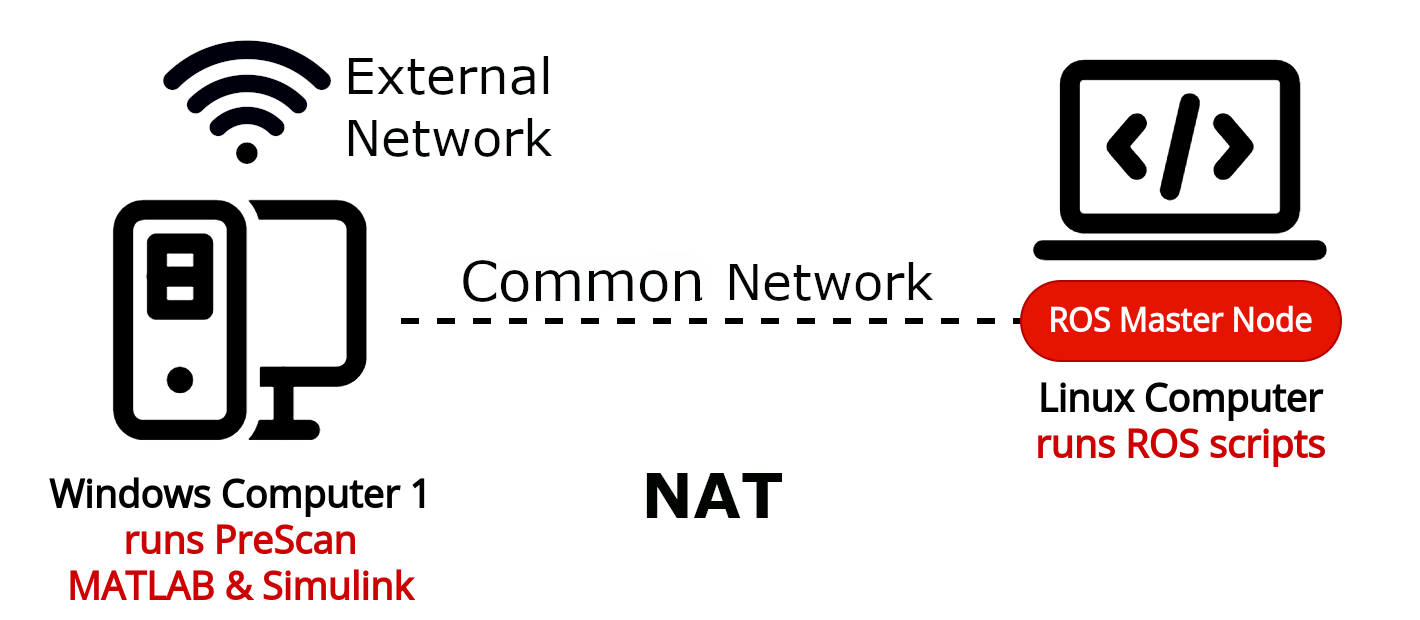 External
Network
Common Network
ROS Master Node
Linux Computer
runs ROS scripts
Windows Computer 1
runs PreScan
MATLAB & Simulink
NAT